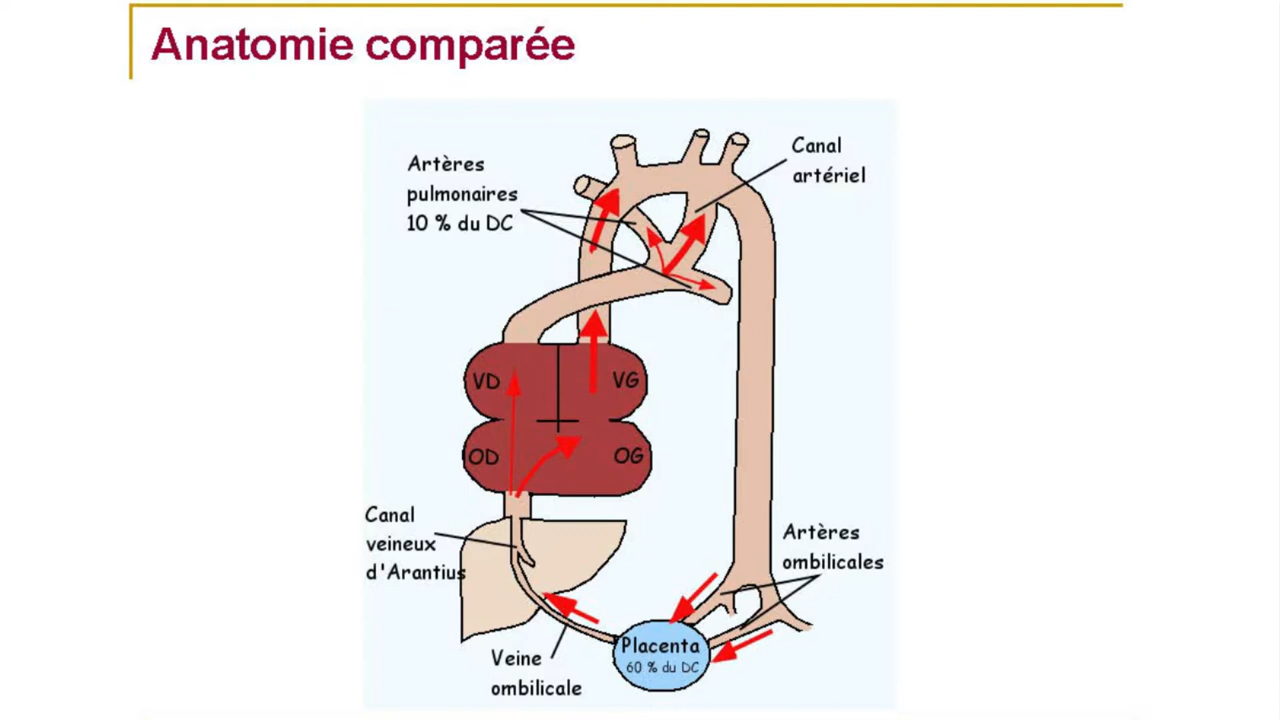 Anatomie comparée
Artères
pulmonaires
10 % du DC
Canal
artériel
VD
VG
OD
OG
Canal
veineux
d'Arantius
Artères
ombilicales
Placenta
60 % du DC
Veine
ombilicale